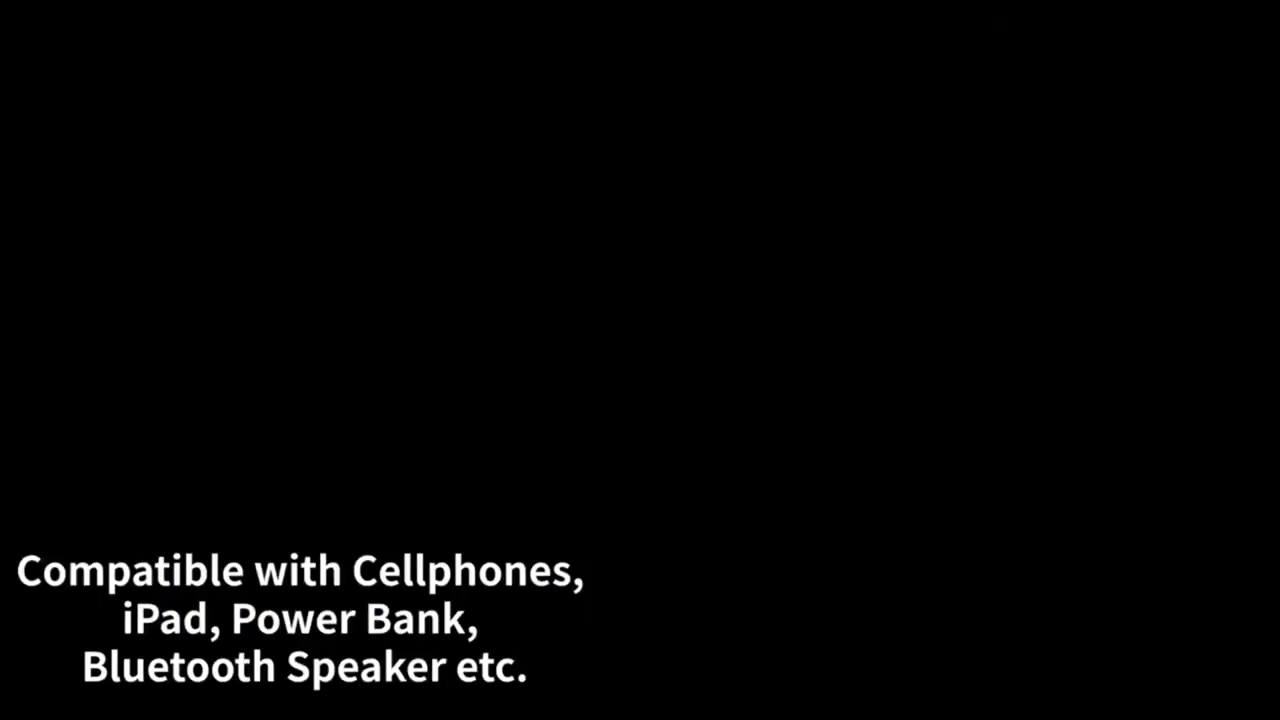 Compatible with Cellphones,
iPad, Power Bank,
Bluetooth Speaker etc.